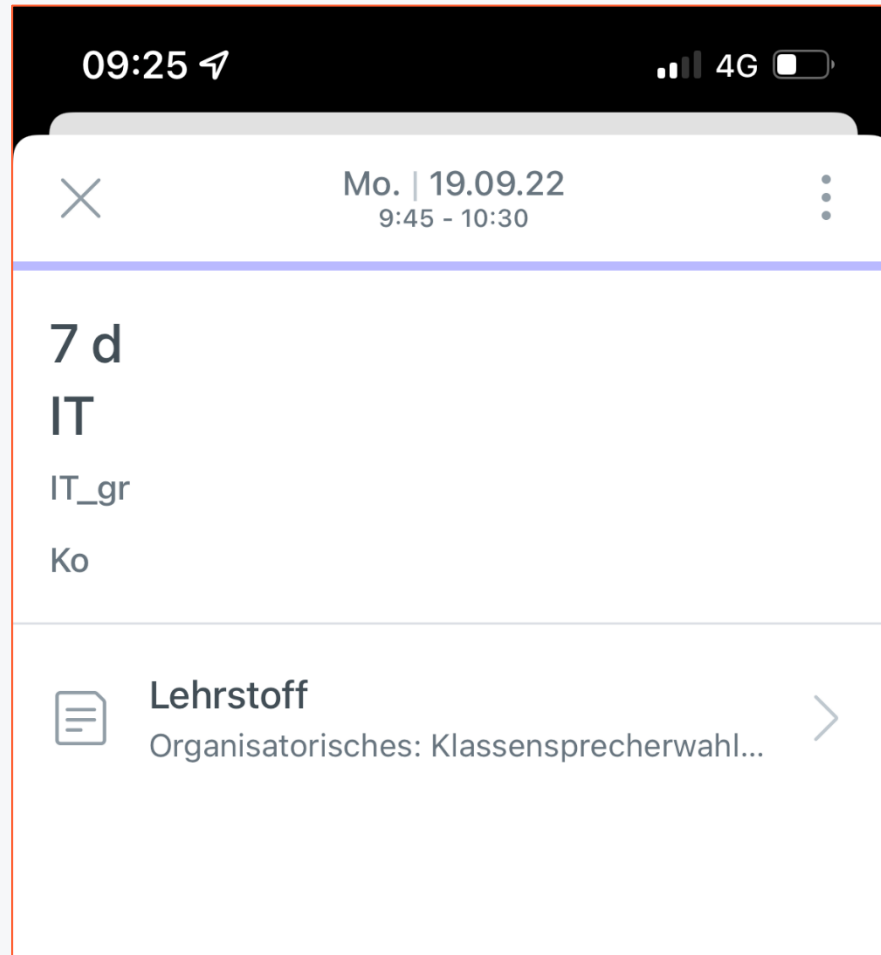 09:25
4G
Mo. | 19.09.22
9:45 - 10:30
7 d
IT
IT_gr
Ko
Lehrstoff
Organisatorisches: Klassensprecherwahl...